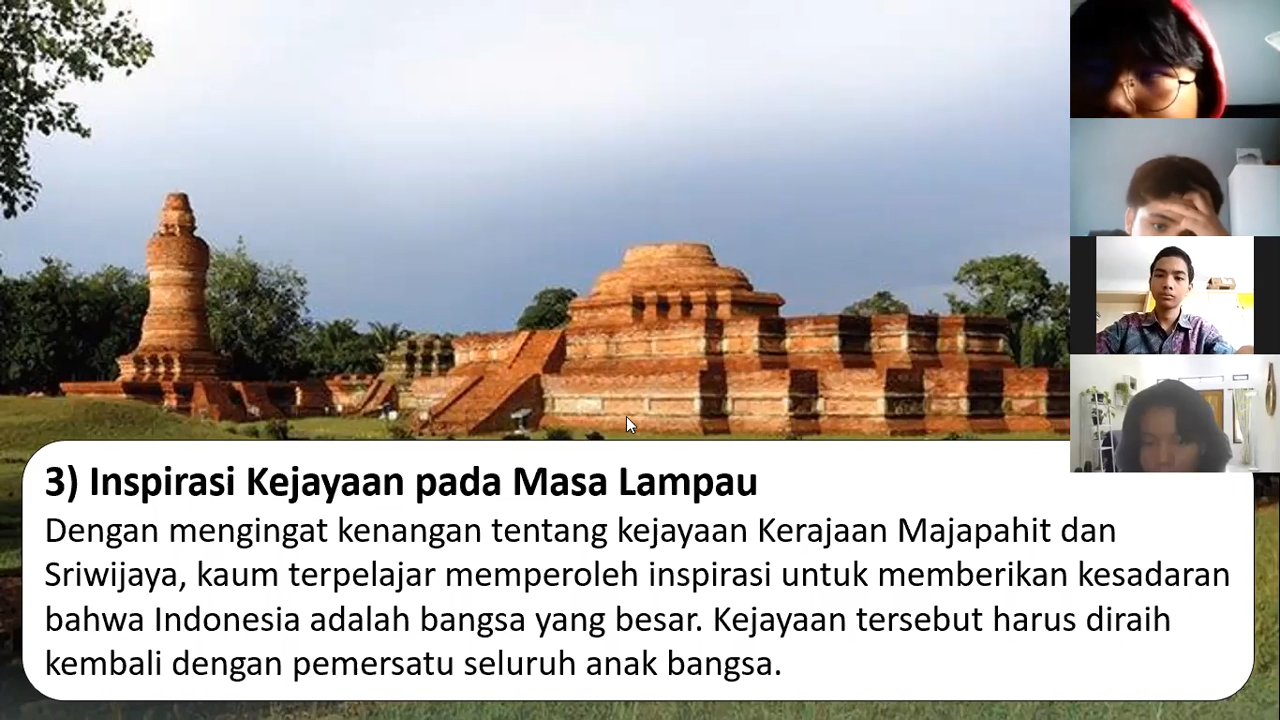 3) Inspirasi Kejayaan pada Masa Lampau
Dengan mengingat kenangan tentang kejayaan Kerajaan Majapahit dan
Sriwijaya, kaum terpelajar memperoleh inspirasi untuk memberikan kesadaran
bahwa Indonesia adalah bangsa yang besar. Kejayaan tersebut harus diraih
kembali dengan pemersatu seluruh anak bangsa.